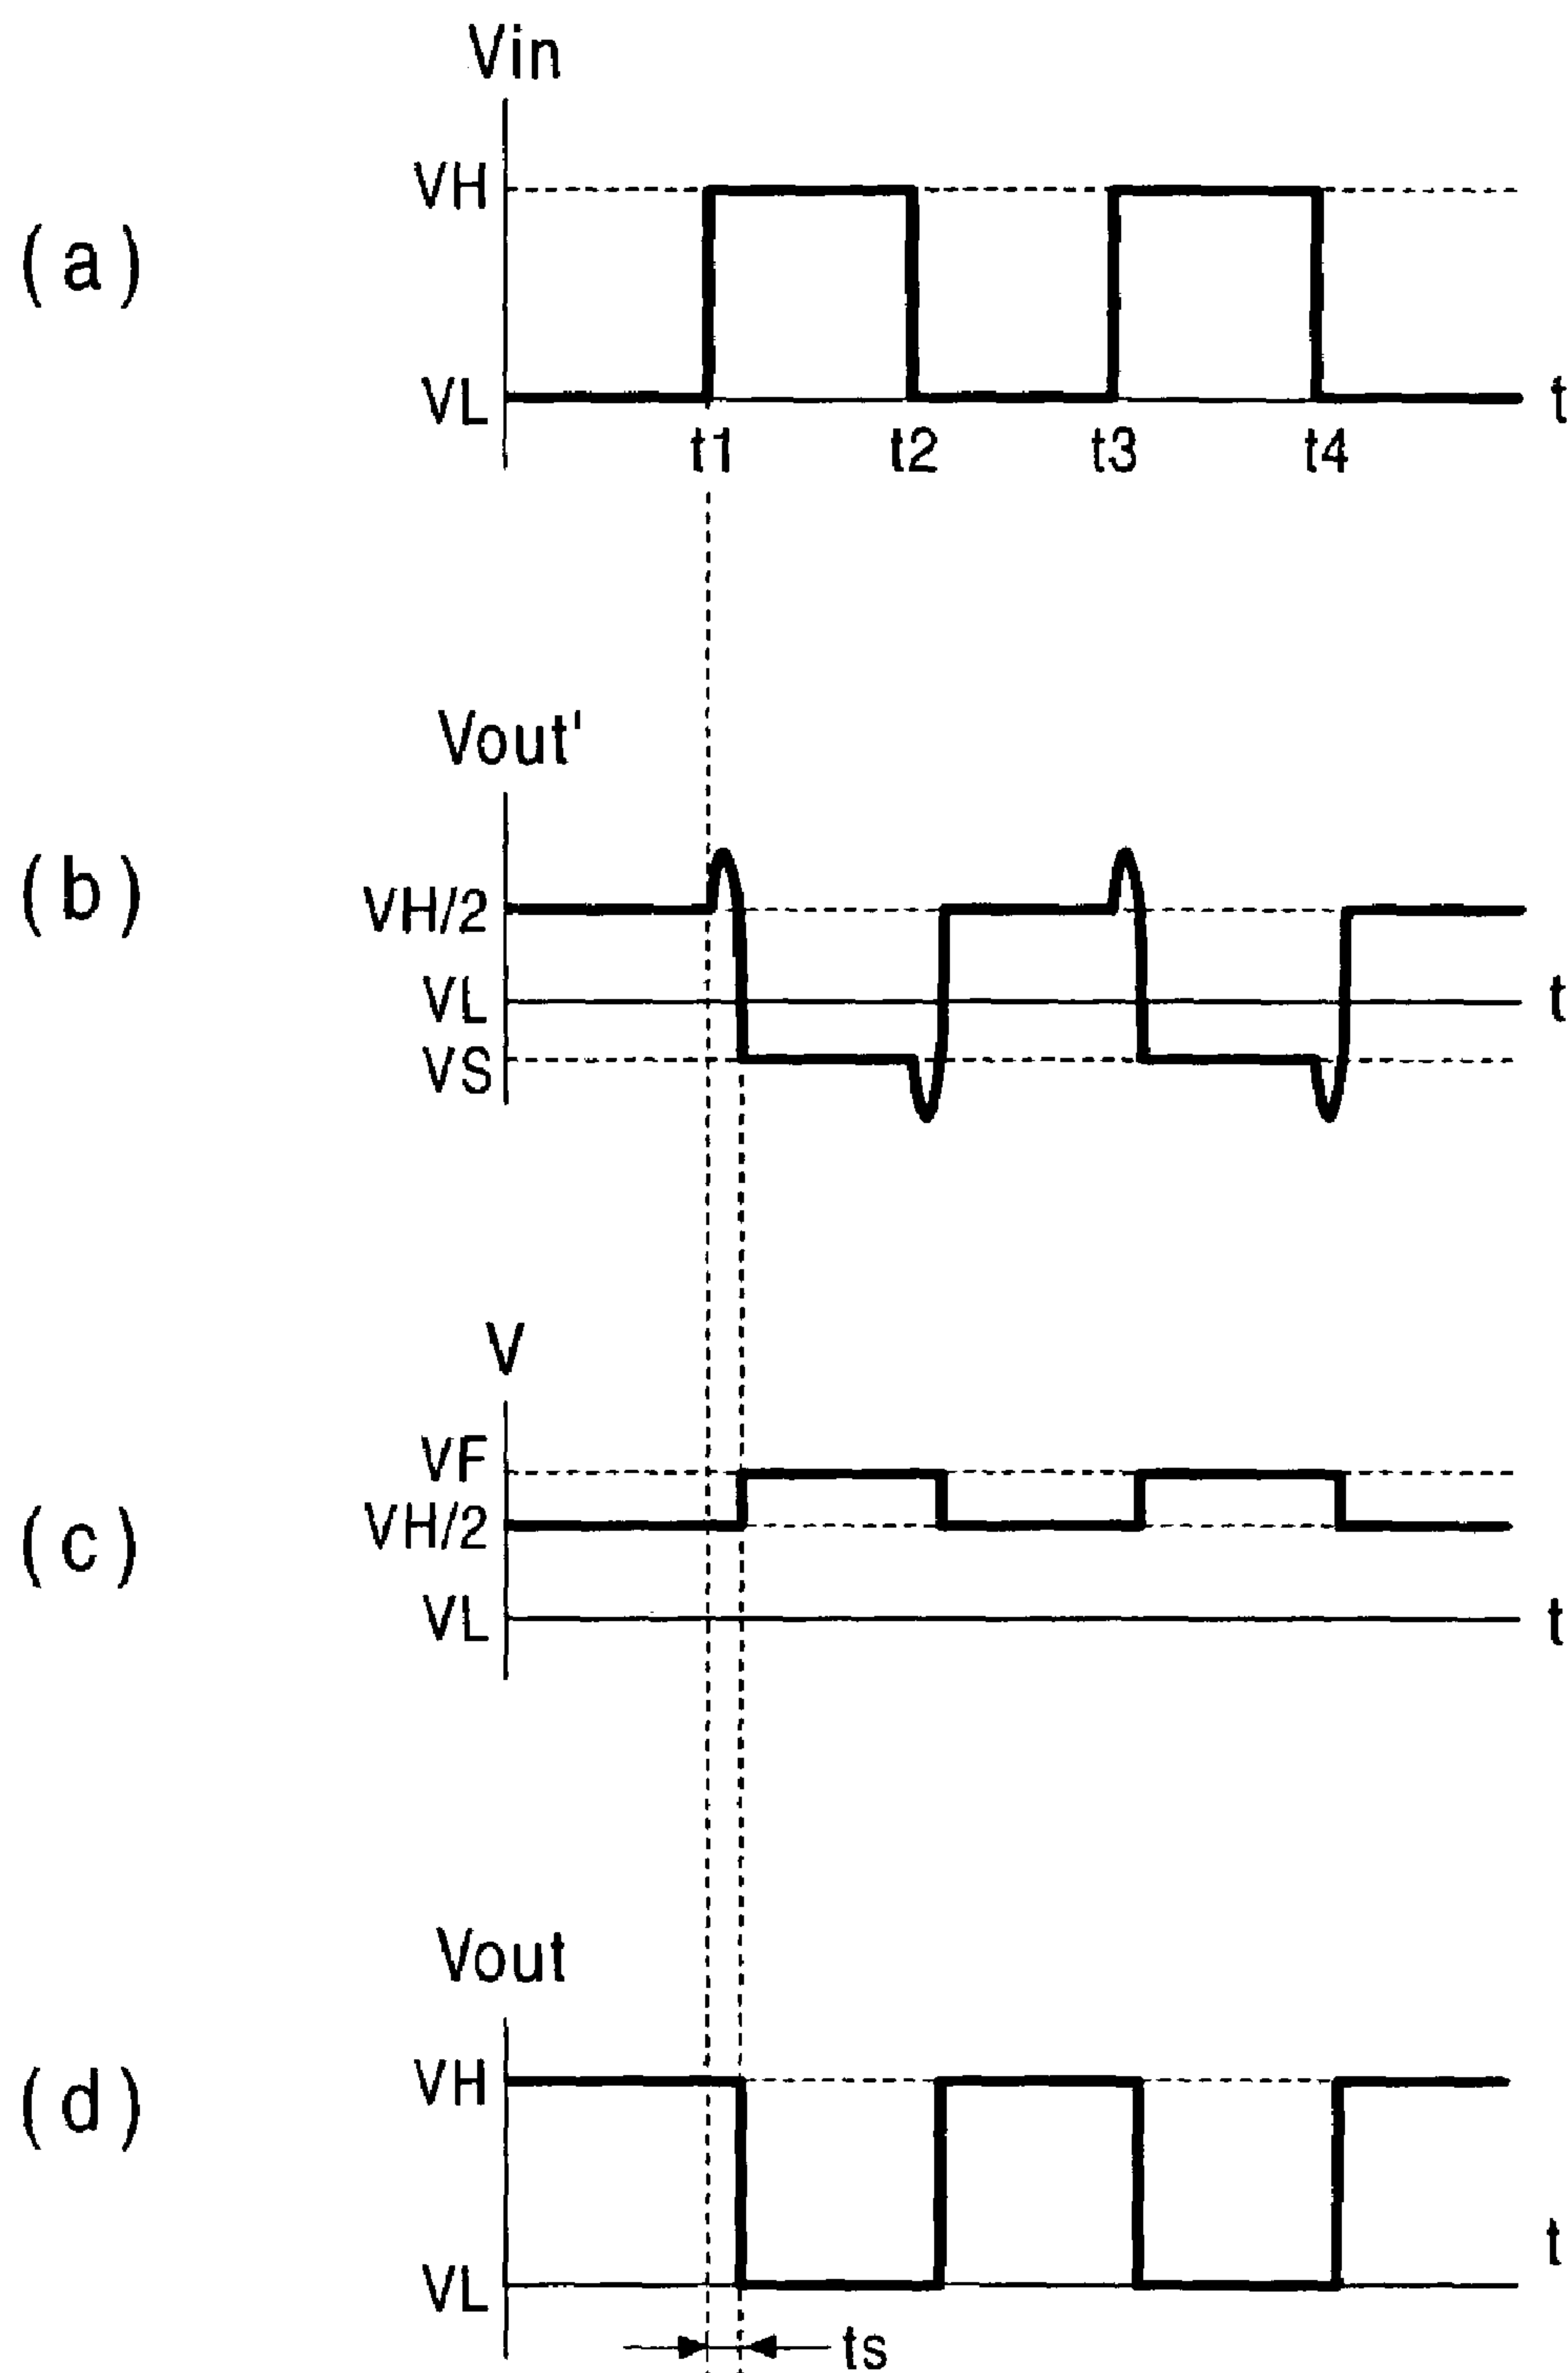 Vin
VH
(a)
VL
t
t1 t2 t3 t4
Vout'
(b)
VH/2
VL
t
VS
V
VF
(c)
VH/2
VL
t
Vout
VH
(d)
t
VL
ts